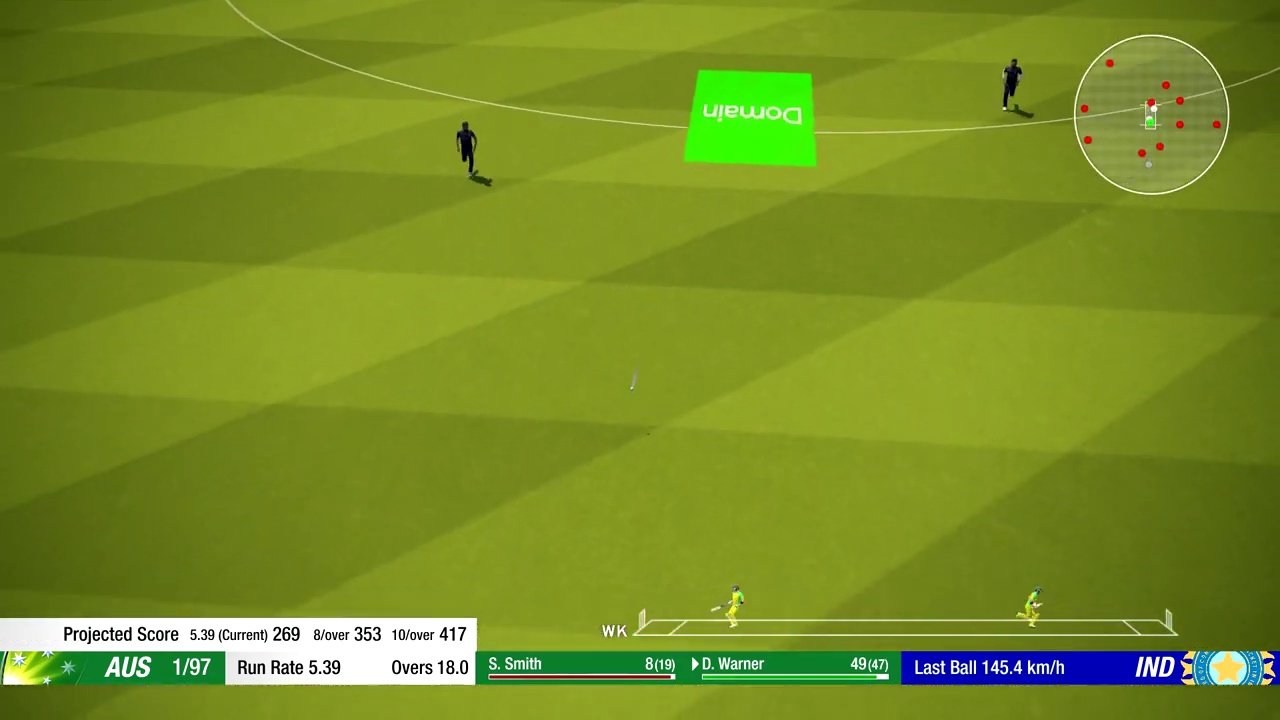 Domain
WK
Projected Score 5.39 (Current) 269 8/over 353 10/over 417
AUS 1/97 Run Rate 5.39 Overs 18.0 S. Smith 8(19) D. Warner 49(47) Last Ball 145.4 km/h IND